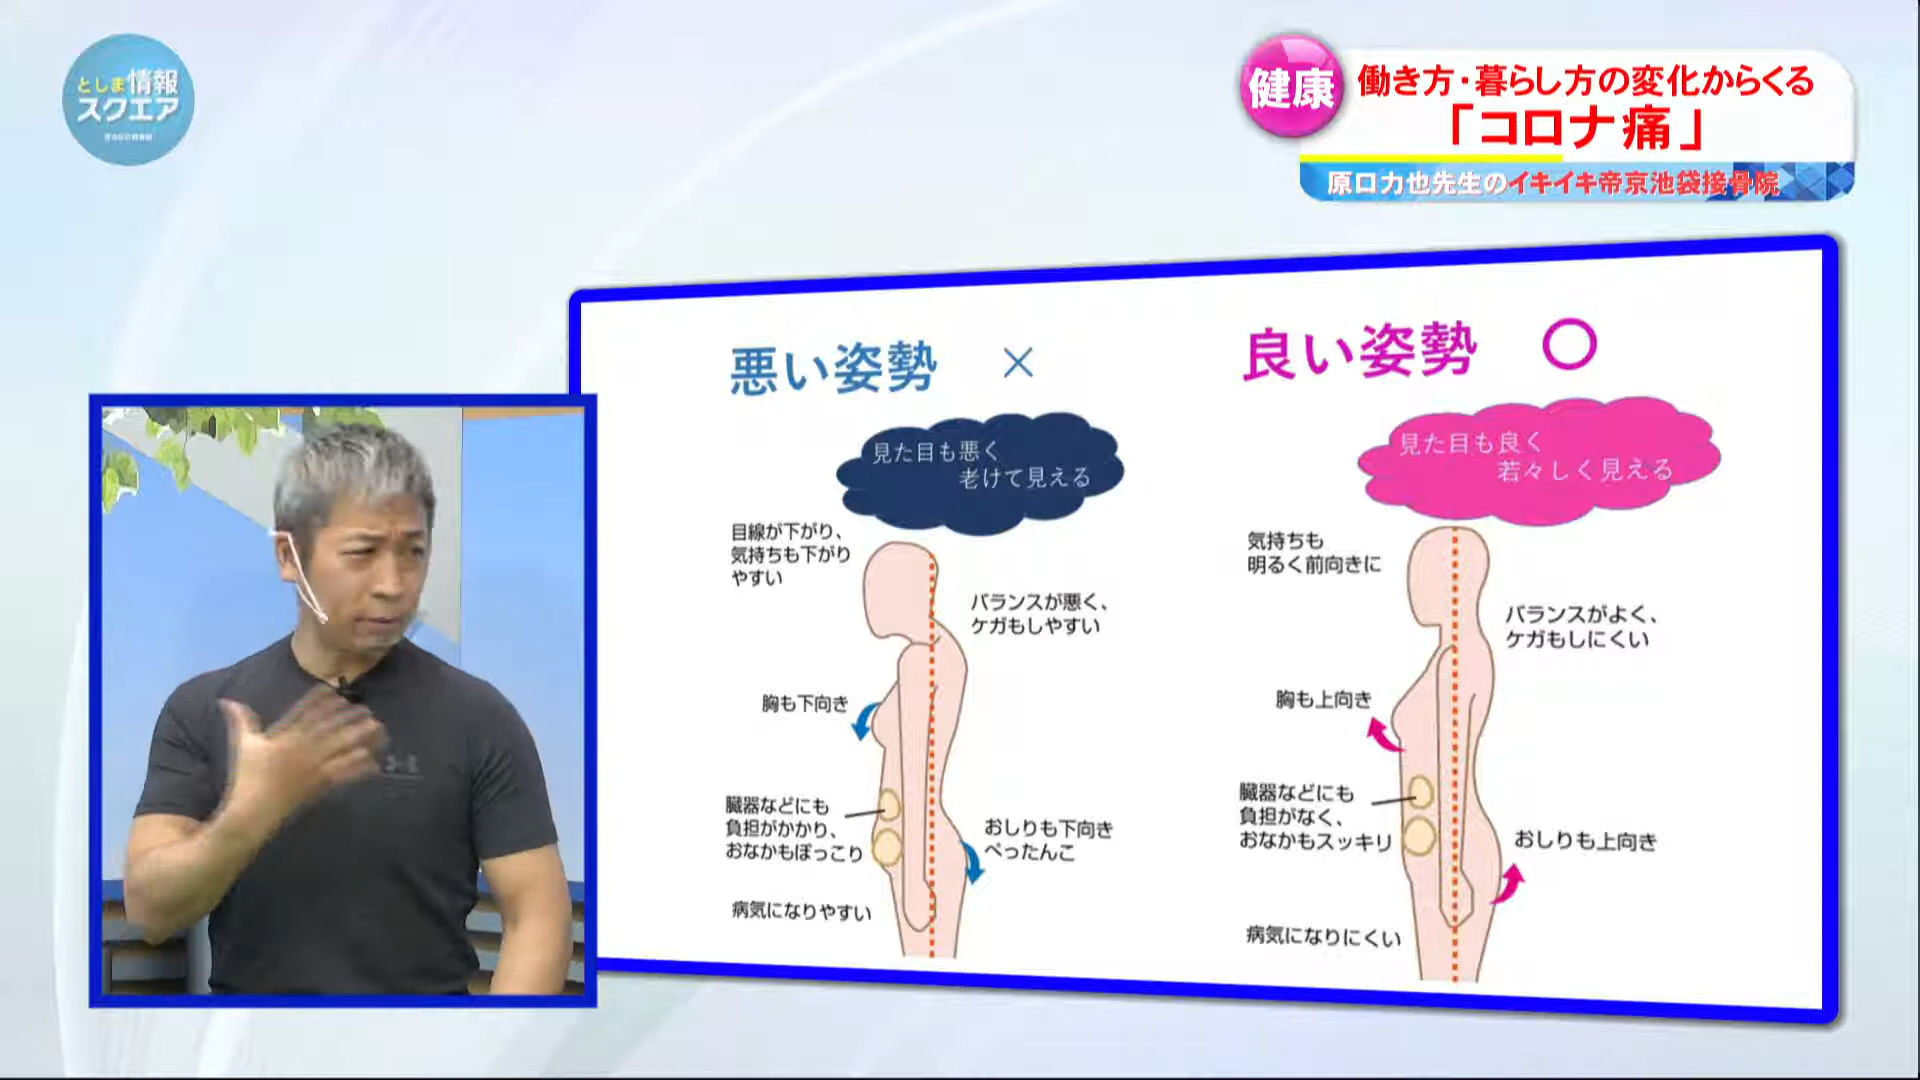 としま情報
スクエア
健康
働き方・暮らし方の変化からくる
「コロナ痛」
原口力也先生のイキイキ帝京池袋接骨院
悪い姿勢 ×
見た目も悪く
老けて見える
目線が下がり、
気持ちも下がり
やすい
バランスが悪く、
ケガもしやすい
胸も下向き
臓器などにも
負担がかかり、
おなかもぽっこり
おしりも下向き
ぺったんこ
病気になりやすい
良い姿勢 ○
見た目も良く
若々しく見える
気持ちも
明るく前向きに
バランスがよく、
ケガもしにくい
胸も上向き
臓器などにも
負担がなく、
おなかもスッキリ
おしりも上向き
病気になりにくい